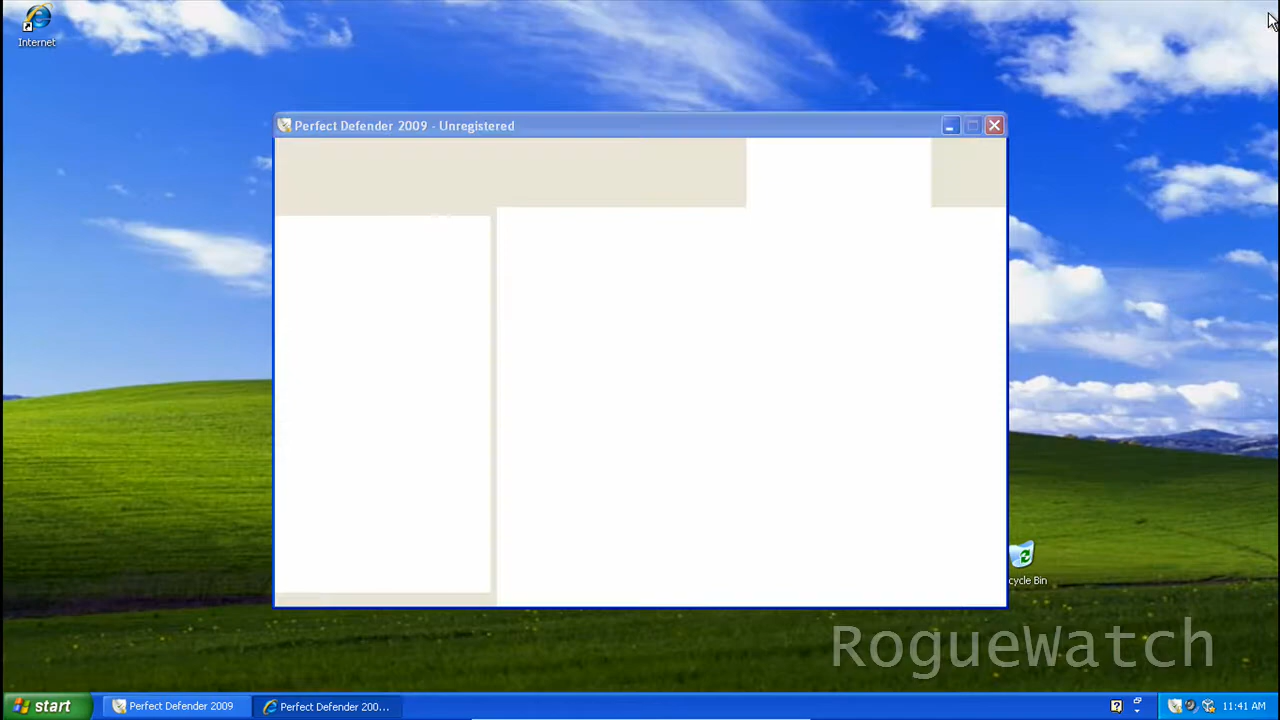 Internet
Perfect Defender 2009 - Unregistered
cycle Bin
RogueWatch
start
Perfect Defender 2009
Perfect Defender 200...
11:41 AM